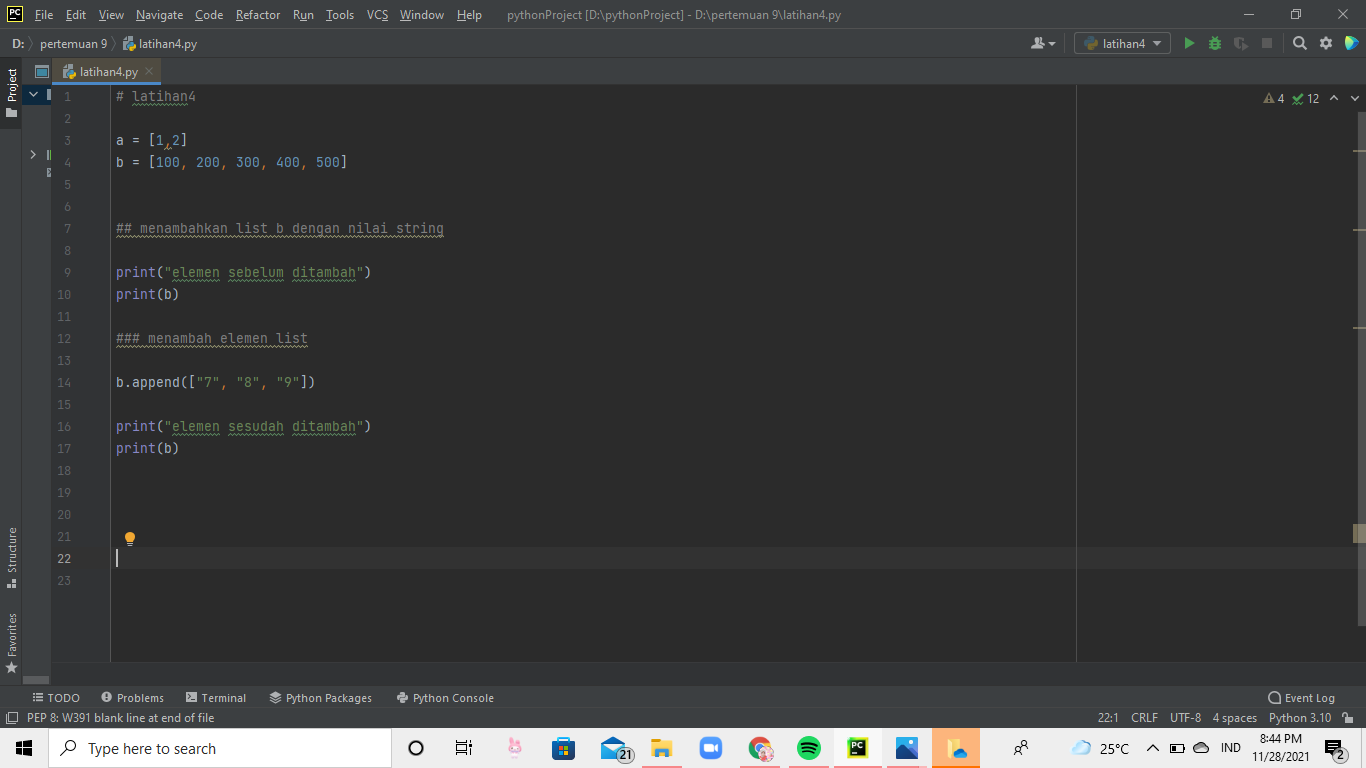 PC File Edit View Navigate Code Refactor Run Tools VCS Window Help pythonProject [D:\pythonProject] - D:\pertemuan 9\latihan4.py
D: pertemuan 9 latihan4.py latihan4
Project latihan4.py
1 # latihan4
4 12
2
3 a = [1,2]
4 b = [100, 200, 300, 400, 500]
5
6
7 ## menambahkan list b dengan nilai string
8
9 print("elemen sebelum ditambah")
10 print(b)
11
12 ### menambah elemen list
13
14 b.append(["7", "8", "9"])
15
16 print("elemen sesudah ditambah")
17 print(b)
18
19
20
21
22
23
Structure
Favorites
TODO Problems Terminal Python Packages Python Console Event Log
PEP 8: W391 blank line at end of file 22:1 CRLF UTF-8 4 spaces Python 3.10
Type here to search 21 PC 25°C IND 8:44 PM
11/28/2021 2